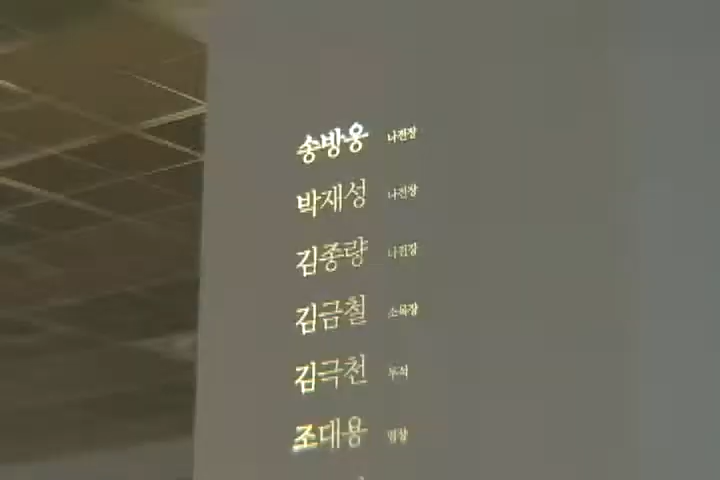 송방웅 나전장
박재성 나전장
김종량 나전장
김금철 소목장
김극천 두석
조대용 염장